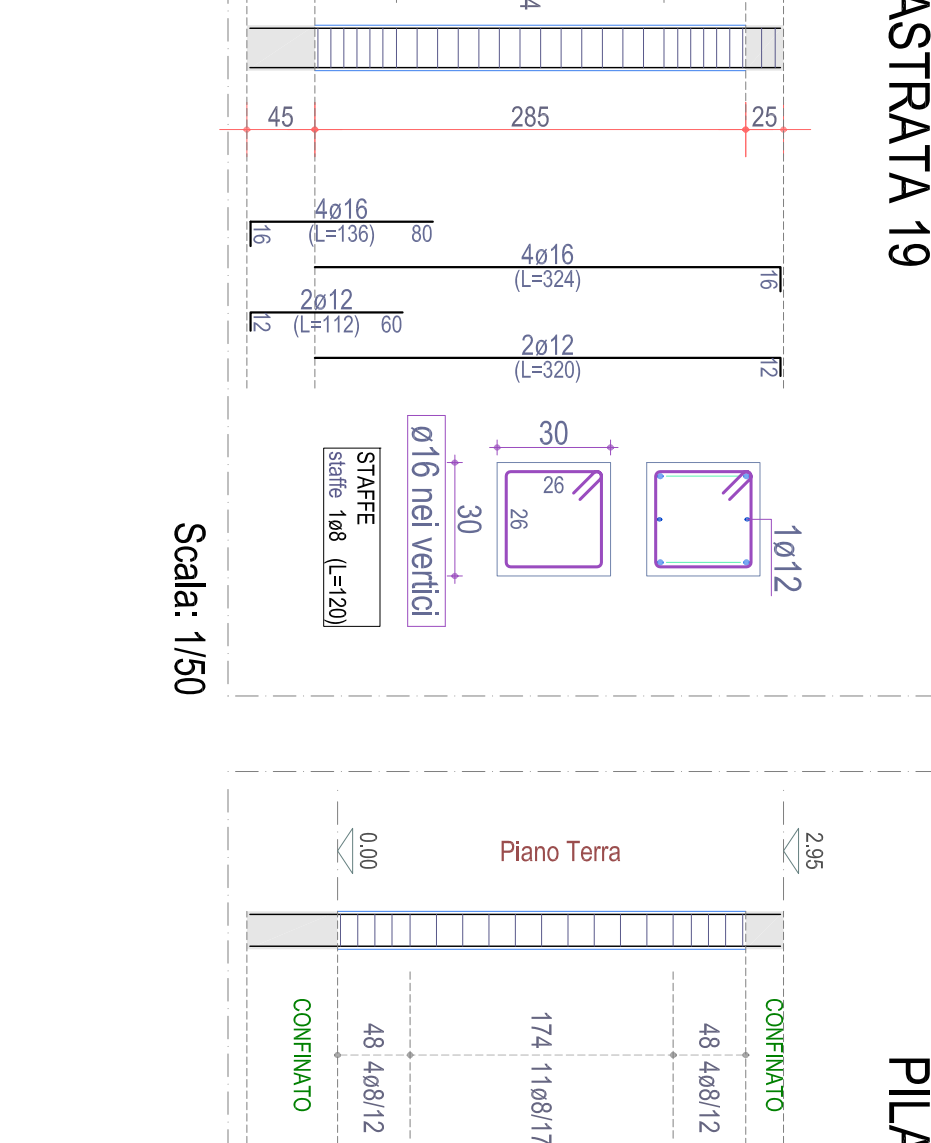 ASTRATA 19
45
285
25
4ø16
16
(L=136)
80
4ø16
(L=324)
16
2ø12
12
(L=112)
60
2ø12
(L=320)
12
STAFFE
staffe 1ø8 (L=120)
ø16 nei vertici
30
30
26
26
1ø12
Scala: 1/50
0.00
Piano Terra
2.95
CONFINATO
48 4ø8/12
174 11ø8/17
48 4ø8/12
CONFINATO
PILA